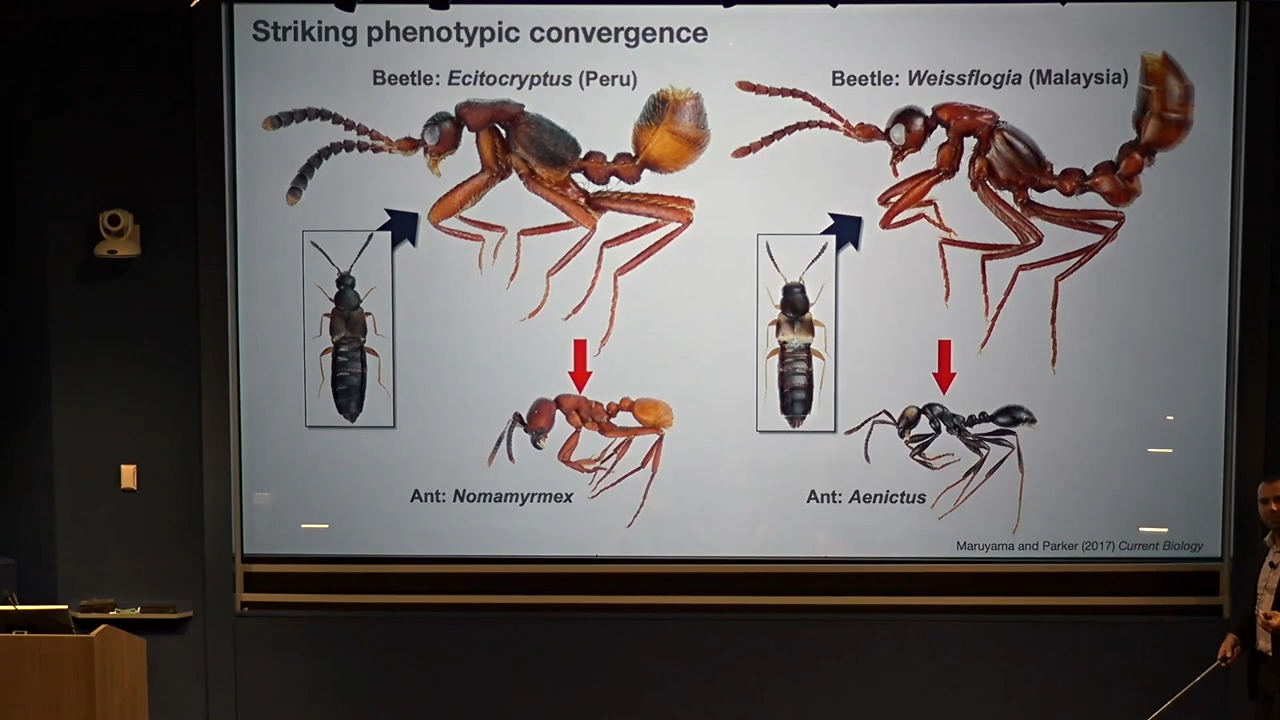 Striking phenotypic convergence
Beetle: Ecitocryptus (Peru)
Beetle: Weissflogia (Malaysia)
Ant: Nomamyrmex
Ant: Aenictus
Maruyama and Parker (2017) Current Biology